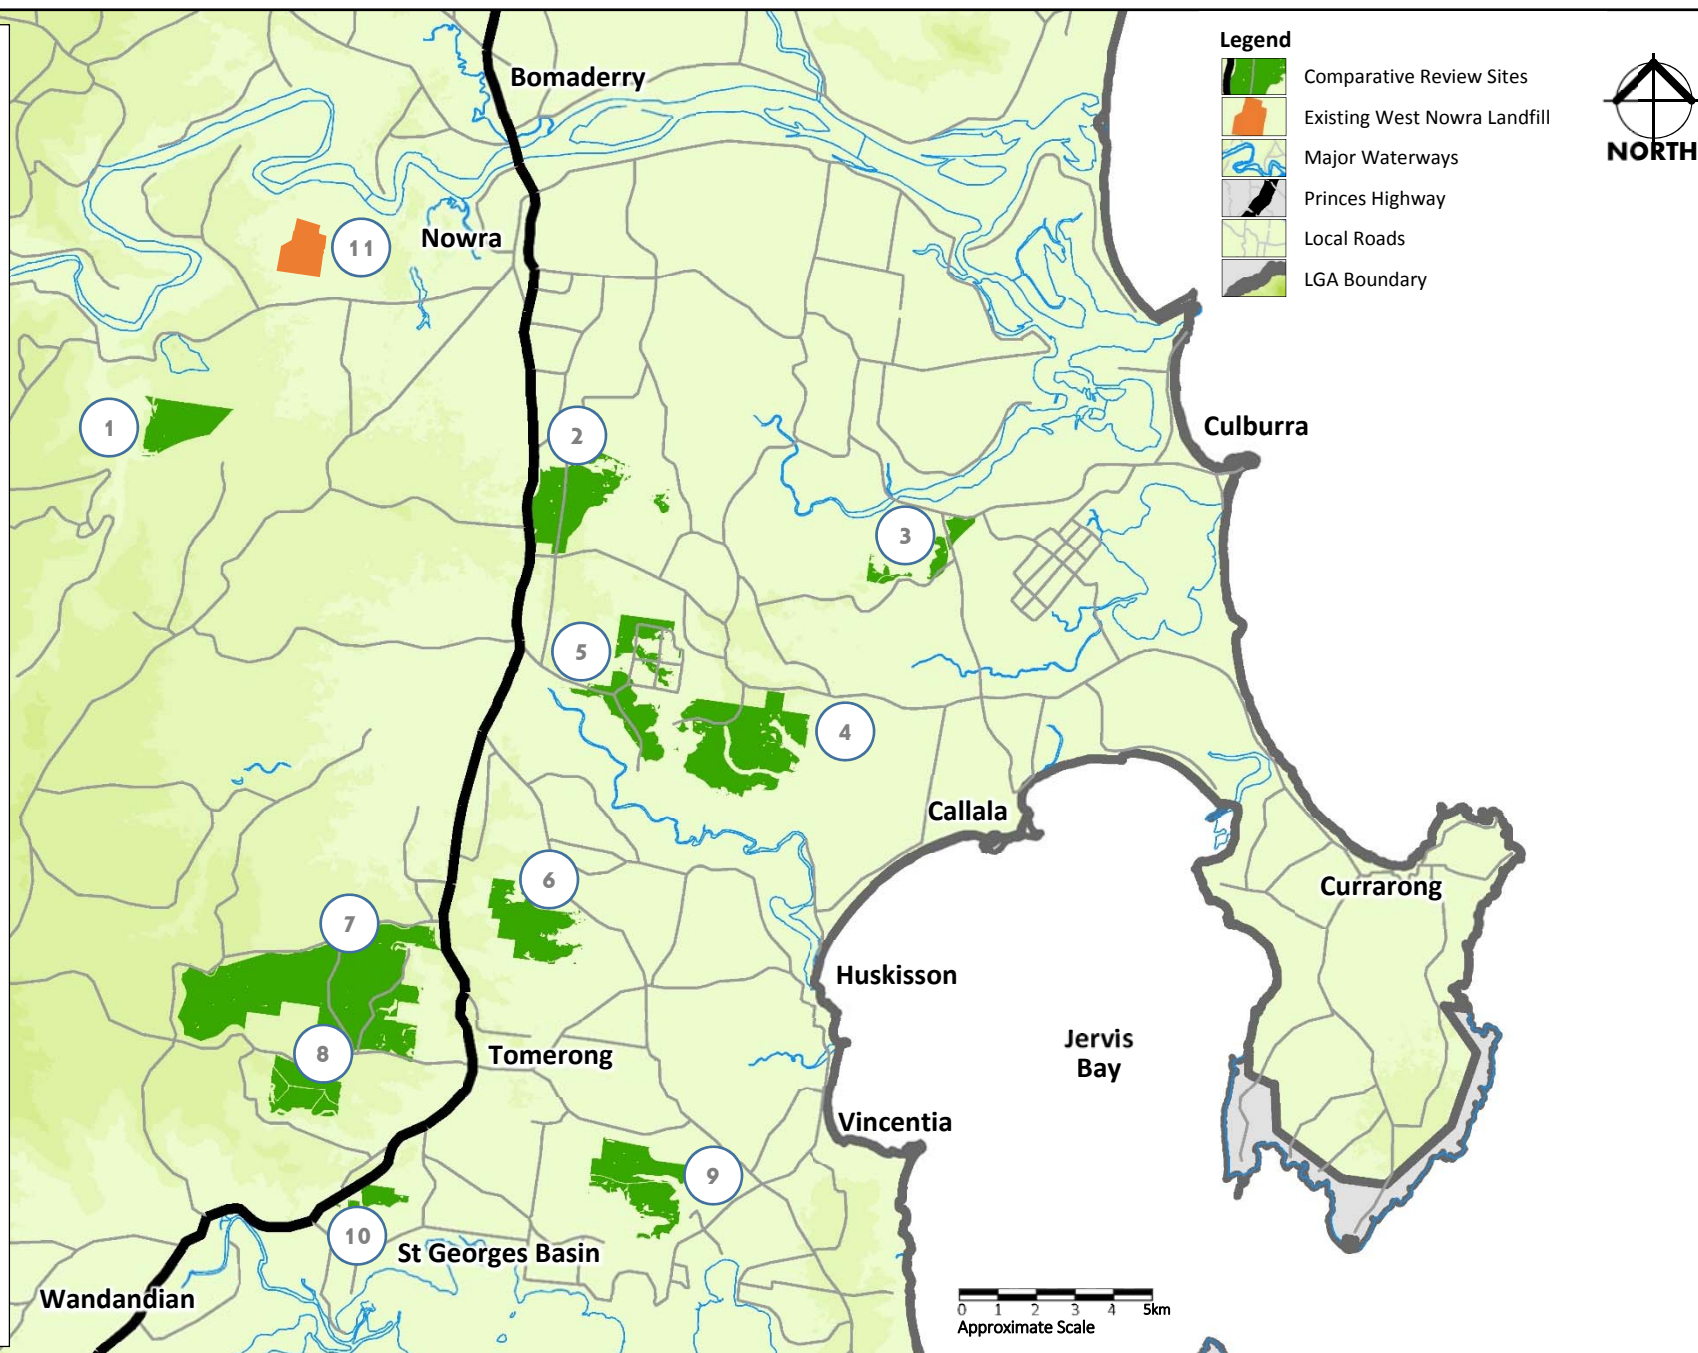 Legend
Comparative Review Sites
Existing West Nowra Landfill
Major Waterways
Princes Highway
Local Roads
LGA Boundary
NORTH
Bomaderry
Nowra
11
1
2
Culburra
3
5
4
Callala
6
Currarong
7
Huskisson
Jervis
Bay
8
Tomerong
Vincentia
9
10
St Georges Basin
Wandandian
0 1 2 3 4 5km
Approximate Scale